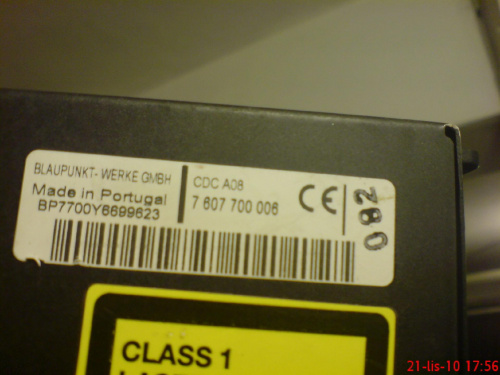 BLAUPUNKT- WERKE GMBH
Made in Portugal
BP7700Y6699623
CDC A08
7 607 700 006
CE
082
CLASS 1
21-lis-10 17:56